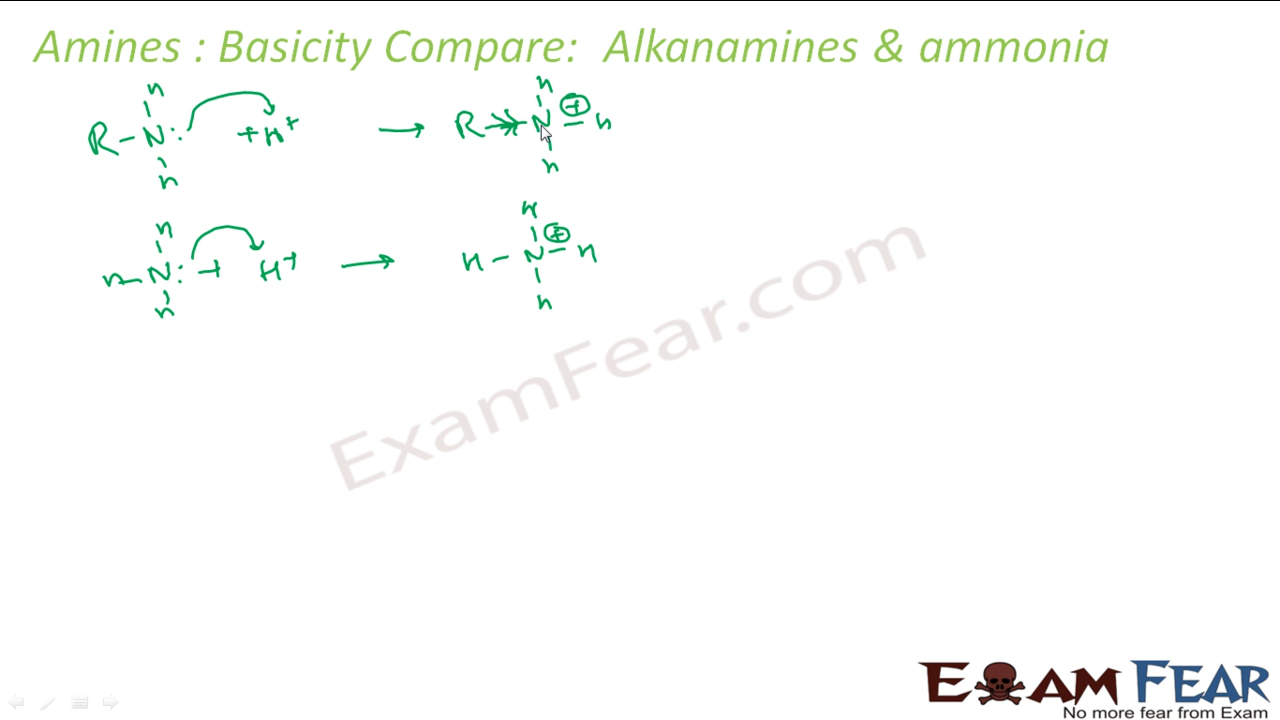 Amines : Basicity Compare: Alkanamines & ammonia
H H
R – N: + H⁺ → R – N⊕ – H
H H
H H
H – N: + H⁺ → H – N⊕ – H
H H
ExamFear.com
EXAM FEAR
No more fear from Exam